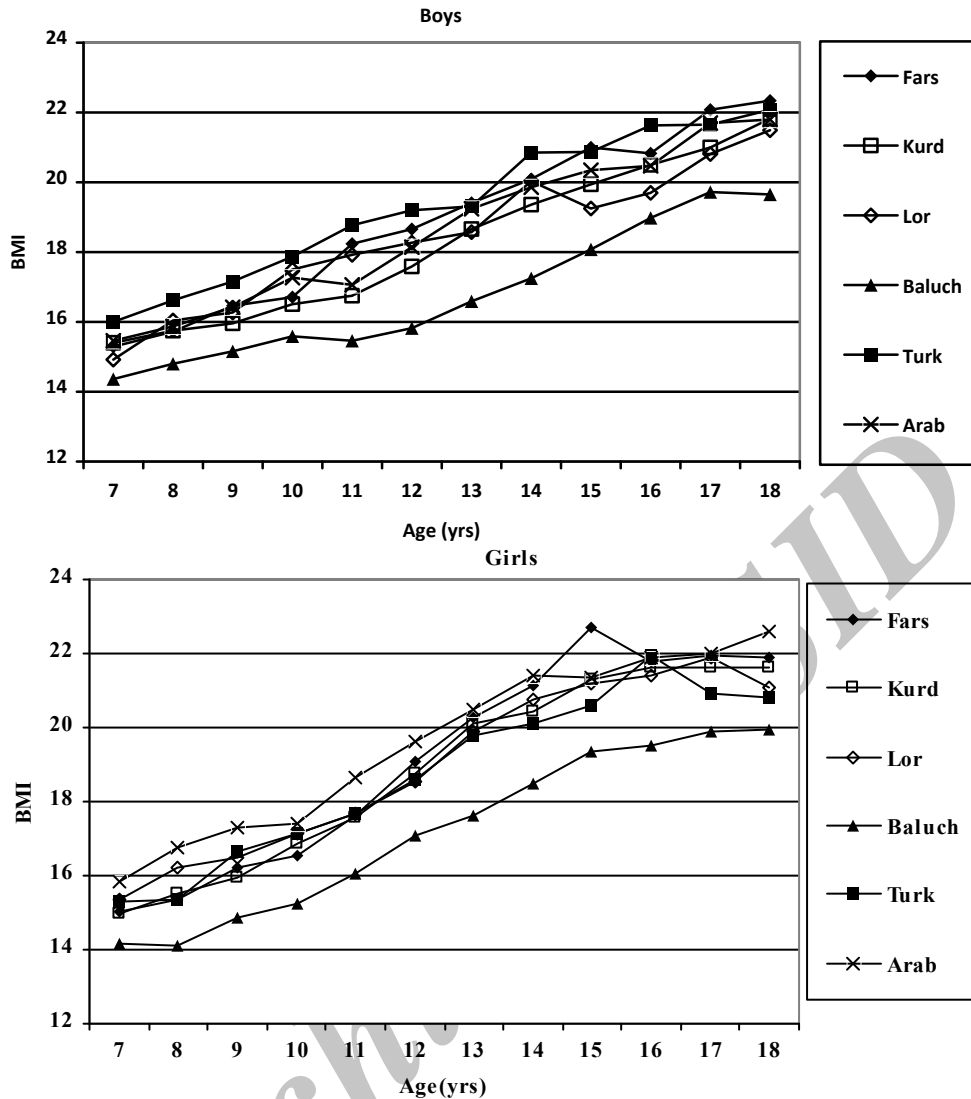 Boys
24
22
20
18
16
14
12
BMI
7 8 9 10 11 12 13 14 15 16 17 18
Age (yrs)
Fars
Kurd
Lor
Baluch
Turk
Arab
Girls
24
22
20
18
16
14
12
BMI
7 8 9 10 11 12 13 14 15 16 17 18
Age(yrs)
Fars
Kurd
Lor
Baluch
Turk
Arab